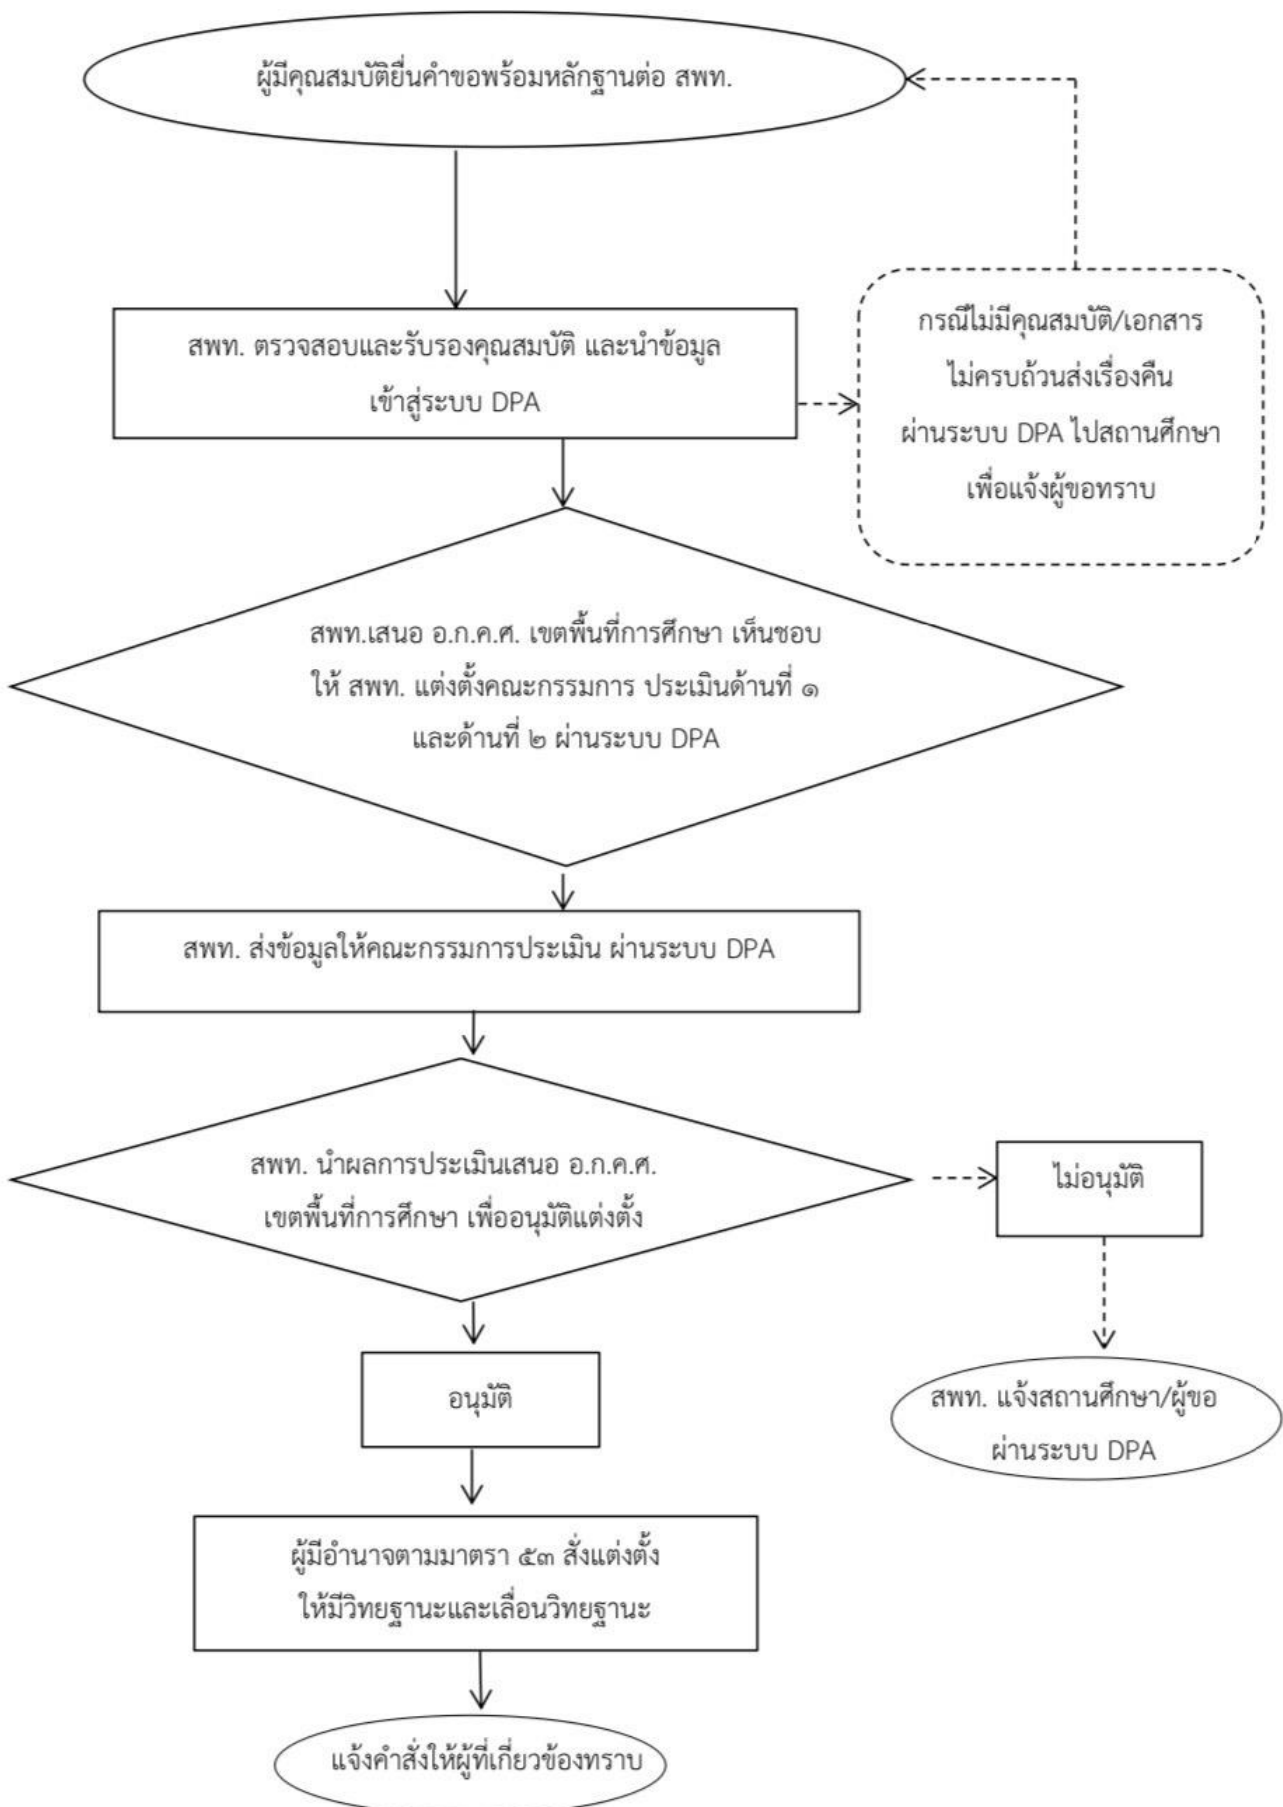 ผู้มีคุณสมบัติยื่นคำขอพร้อมหลักฐานต่อ สพท.
สพท. ตรวจสอบและรับรองคุณสมบัติ และนำข้อมูล
เข้าสู่ระบบ DPA
กรณีไม่มีคุณสมบัติ/เอกสาร
ไม่ครบถ้วนส่งเรื่องคืน
ผ่านระบบ DPA ไปสถานศึกษา
เพื่อแจ้งผู้ขอทราบ
สพท.เสนอ อ.ก.ค.ศ. เขตพื้นที่การศึกษา เห็นชอบ
ให้ สพท. แต่งตั้งคณะกรรมการ ประเมินด้านที่ ๑
และด้านที่ ๒ ผ่านระบบ DPA
สพท. ส่งข้อมูลให้คณะกรรมการประเมิน ผ่านระบบ DPA
สพท. นำผลการประเมินเสนอ อ.ก.ค.ศ.
เขตพื้นที่การศึกษา เพื่ออนุมัติแต่งตั้ง
ไม่อนุมัติ
อนุมัติ
สพท. แจ้งสถานศึกษา/ผู้ขอ
ผ่านระบบ DPA
ผู้มีอำนาจตามมาตรา ๕๓ สั่งแต่งตั้ง
ให้มีวิทยฐานะและเลื่อนวิทยฐานะ
แจ้งคำสั่งให้ผู้ที่เกี่ยวข้องทราบ